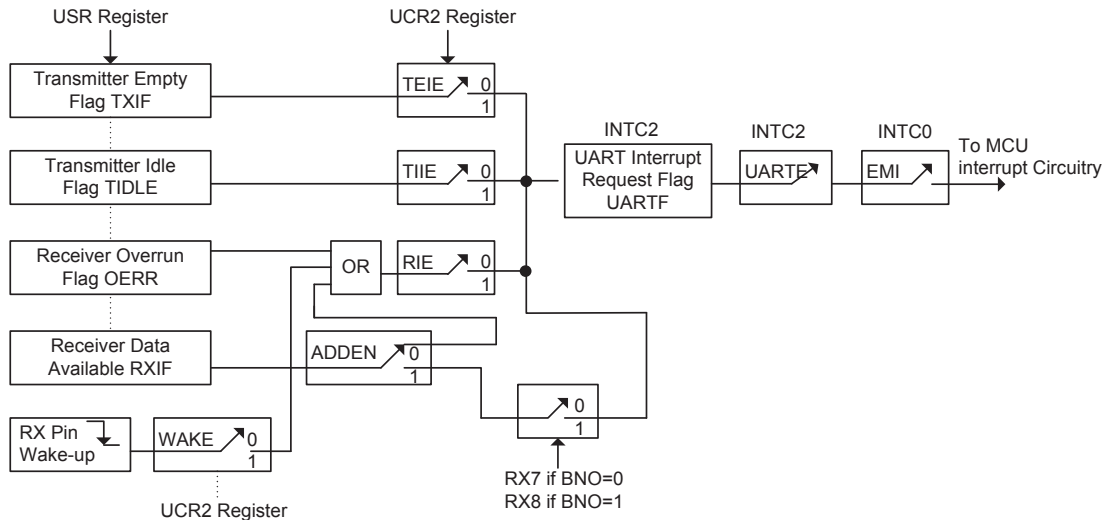 USR Register
UCR2 Register
Transmitter Empty
Flag TXIF
TEIE
0
1
Transmitter Idle
Flag TIDLE
TIIE
0
1
INTC2
UART Interrupt
Request Flag
UARTF
INTC2
UARTE
INTC0
EMI
To MCU
interrupt Circuitry
Receiver Overrun
Flag OERR
OR
RIE
0
1
Receiver Data
Available RXIF
ADDEN
0
1
0
1
RX Pin
Wake-up
WAKE
0
1
RX7 if BNO=0
RX8 if BNO=1
UCR2 Register